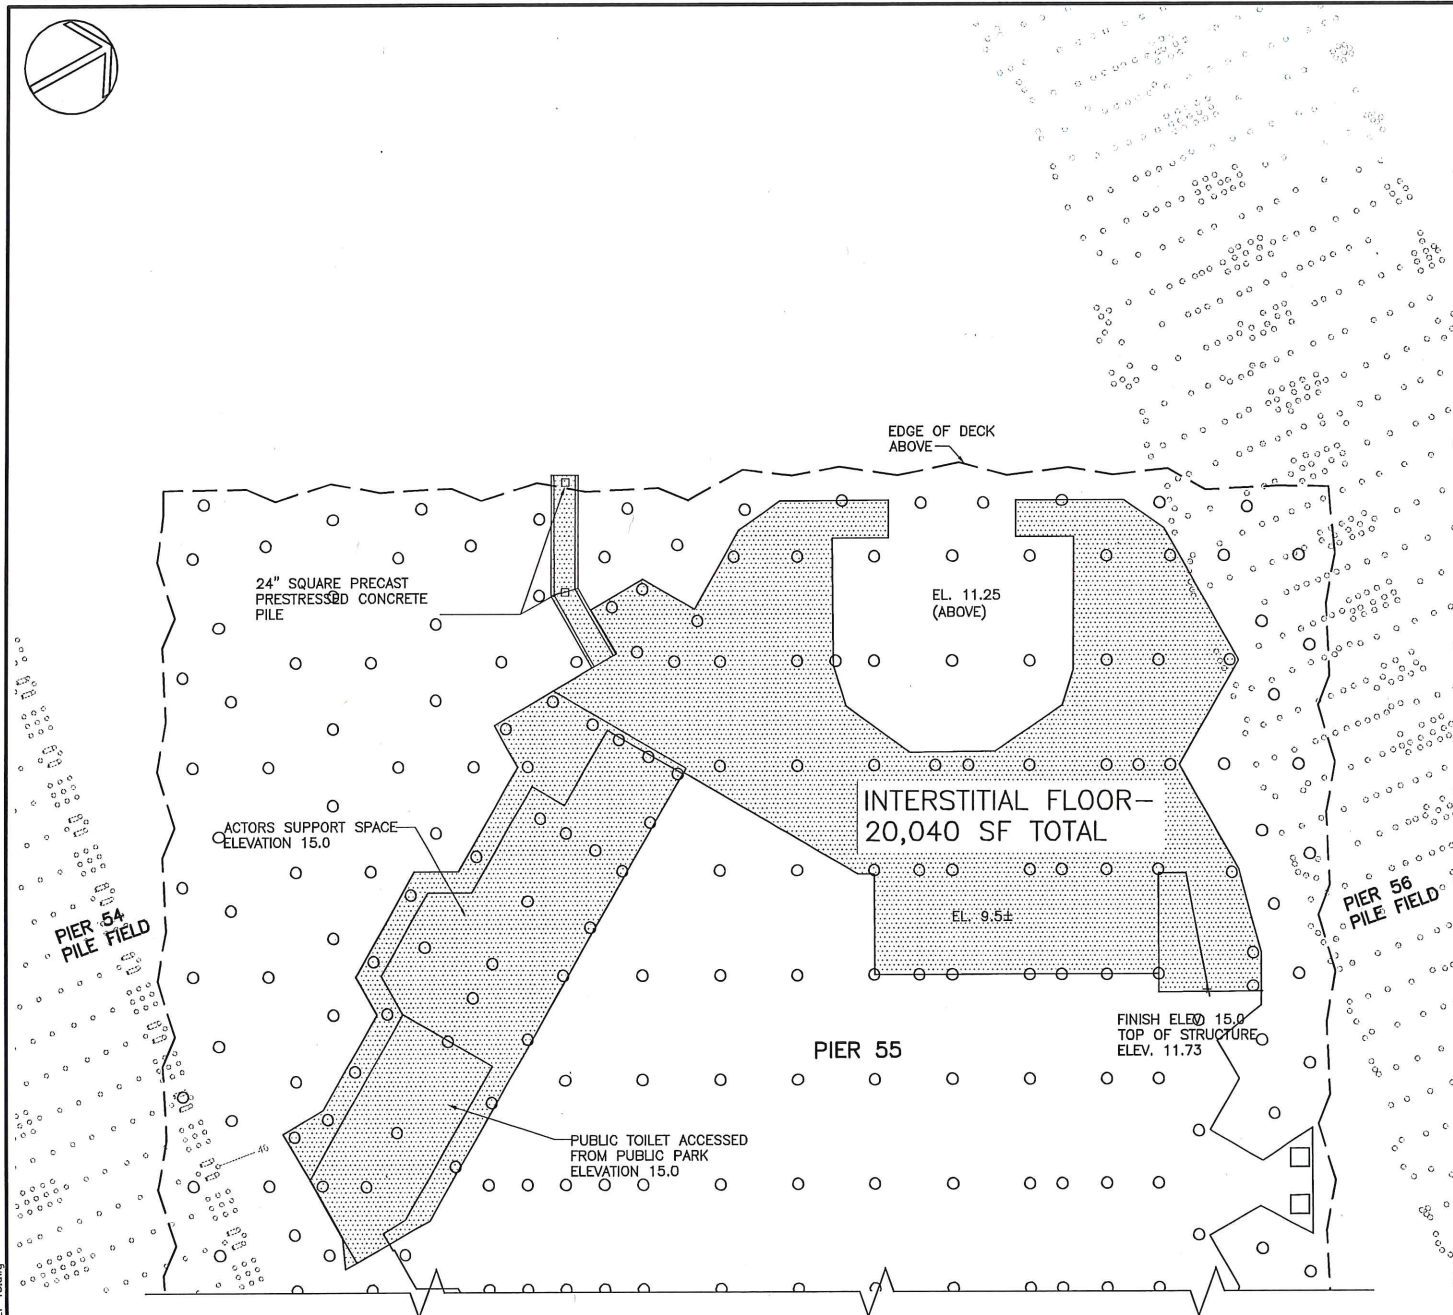 EDGE OF DECK
ABOVE
24" SQUARE PRECAST
PRESTRESSED CONCRETE
PILE
EL. 11.25
(ABOVE)
INTERSTITIAL FLOOR-
20,040 SF TOTAL
ACTORS SUPPORT SPACE
ELEVATION 15.0
PIER 54
PILE FIELD
PIER 56
PILE FIELD
EL. 9.5±
FINISH ELEV. 15.0
TOP OF STRUCTURE
ELEV. 11.73
PIER 55
PUBLIC TOILET ACCESSED
FROM PUBLIC PARK
ELEVATION 15.0
40